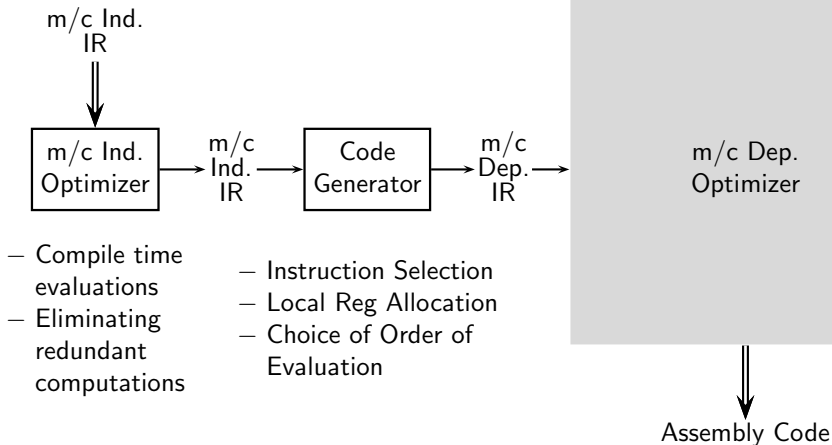 m/c Ind.
IR
m/c Ind.
Optimizer
m/c
Ind.
IR
Code
Generator
m/c
Dep.
IR
m/c Dep.
Optimizer
– Compile time
evaluations
– Eliminating
redundant
computations
– Instruction Selection
– Local Reg Allocation
– Choice of Order of
Evaluation
Assembly Code